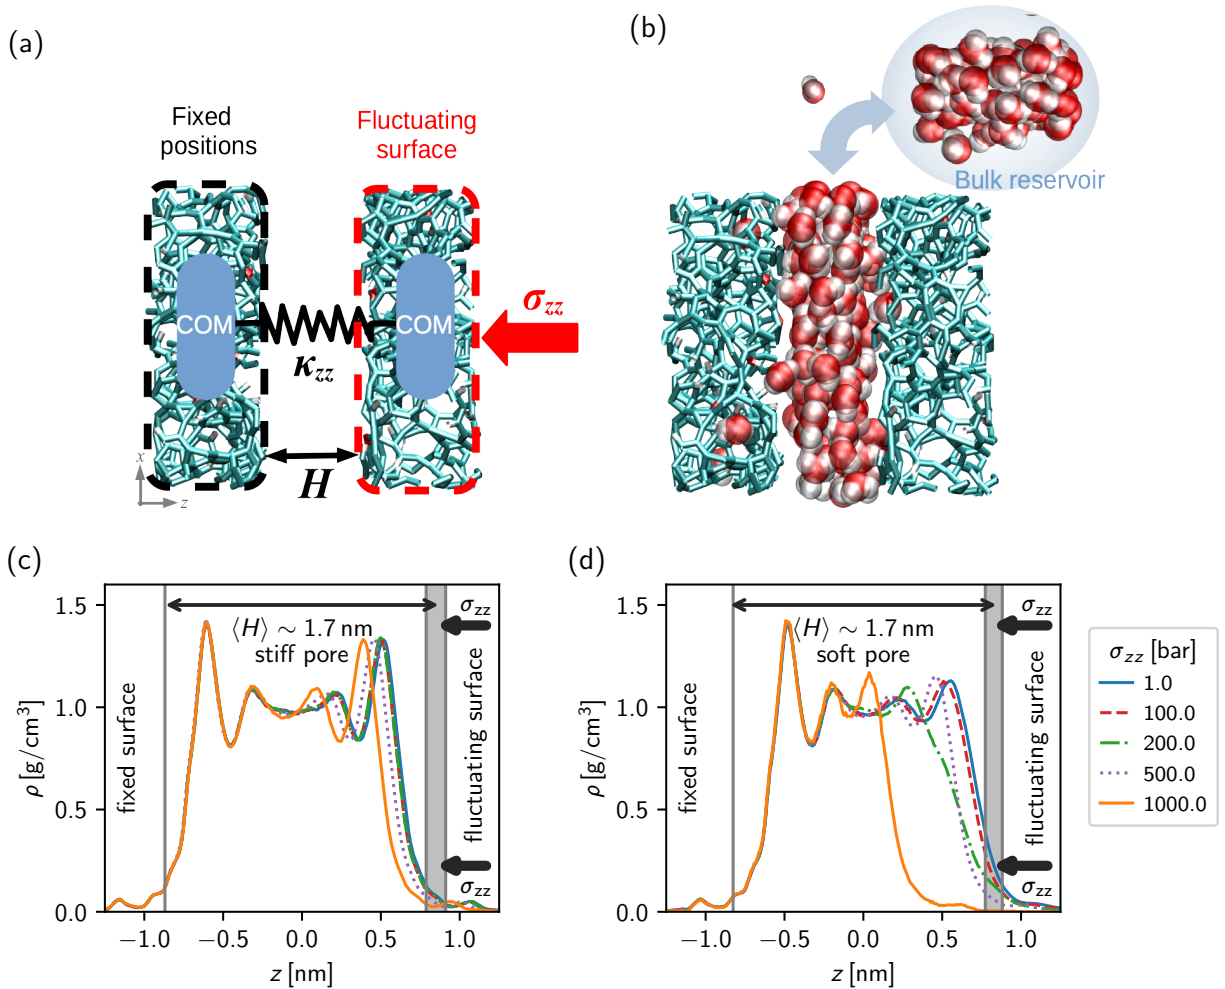 (a)
Fixed
positions
Fluctuating
surface
COM
COM
σzz
κzz
H
x
z
(b)
Bulk reservoir
(c)
ρ [g/cm³]
1.5
1.0
0.5
0.0
−1.0
−0.5
0.0
0.5
1.0
z [nm]
fixed surface
⟨H⟩ ∼ 1.7 nm
stiff pore
fluctuating surface
σzz
σzz
(d)
ρ [g/cm³]
1.5
1.0
0.5
0.0
−1.0
−0.5
0.0
0.5
1.0
z [nm]
fixed surface
⟨H⟩ ∼ 1.7 nm
soft pore
fluctuating surface
σzz
σzz
σzz [bar]
1.0
100.0
200.0
500.0
1000.0